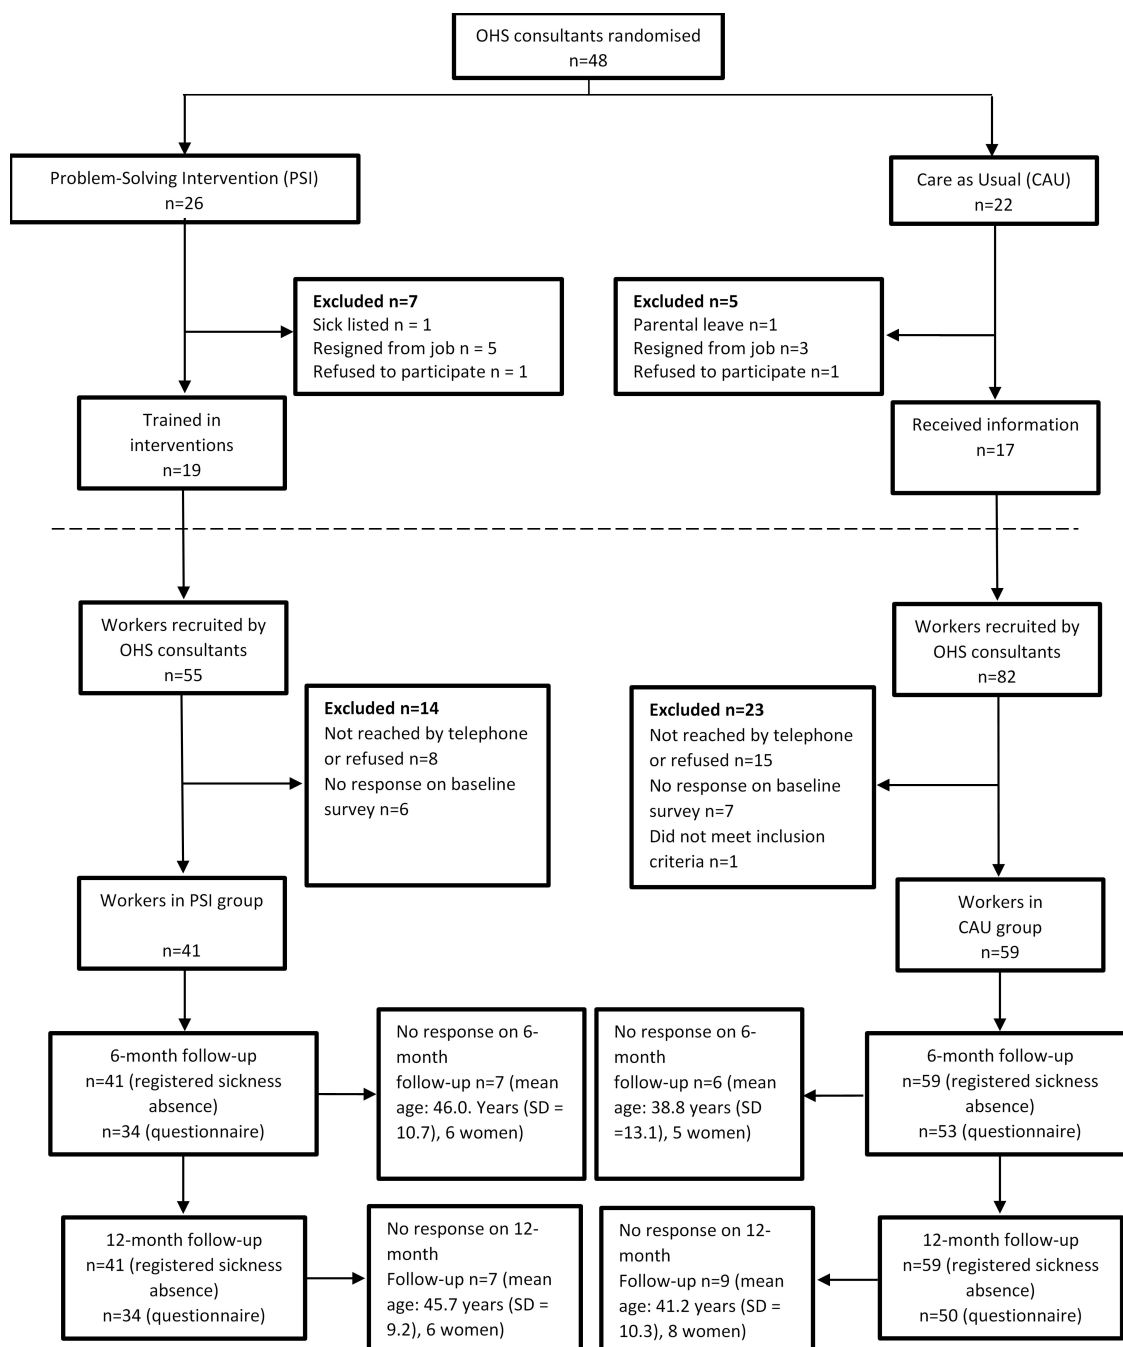 OHS consultants randomised
n=48
Problem-Solving Intervention (PSI)
n=26
Care as Usual (CAU)
n=22
Excluded n=7
Sick listed n = 1
Resigned from job n = 5
Refused to participate n = 1
Excluded n=5
Parental leave n=1
Resigned from job n=3
Refused to participate n=1
Trained in
interventions
n=19
Received information
n=17
Workers recruited by
OHS consultants
n=55
Workers recruited by
OHS consultants
n=82
Excluded n=14
Not reached by telephone
or refused n=8
No response on baseline
survey n=6
Excluded n=23
Not reached by telephone
or refused n=15
No response on baseline
survey n=7
Did not meet inclusion
criteria n=1
Workers in PSI group
n=41
Workers in
CAU group
n=59
6-month follow-up
n=41 (registered sickness
absence)
n=34 (questionnaire)
No response on 6-
month
follow-up n=7 (mean
age: 46.0. Years (SD =
10.7), 6 women)
No response on 6-
month
follow-up n=6 (mean
age: 38.8 years (SD
=13.1), 5 women)
6-month follow-up
n=59 (registered sickness
absence)
n=53 (questionnaire)
12-month follow-up
n=41 (registered sickness
absence)
n=34 (questionnaire)
No response on 12-
month
Follow-up n=7 (mean
age: 45.7 years (SD =
9.2), 6 women)
No response on 12-
month
Follow-up n=9 (mean
age: 41.2 years (SD =
10.3), 8 women)
12-month follow-up
n=59 (registered sickness
absence)
n=50 (questionnaire)